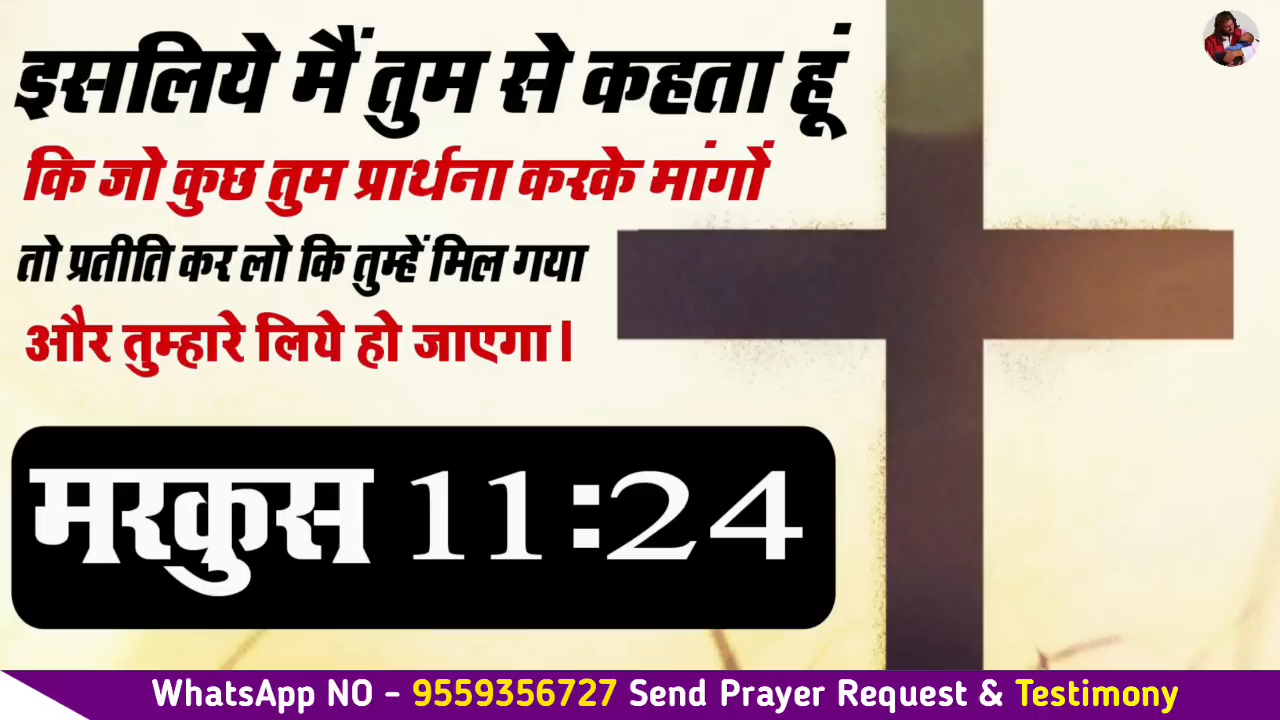 इसलिये मैं तुम से कहता हूं
कि जो कुछ तुम प्रार्थना करके मांगों
तो प्रतीति कर लो कि तुम्हें मिल गया
और तुम्हारे लिये हो जाएगा।
मरकुस 11:24
WhatsApp NO - 9559356727 Send Prayer Request & Testimony